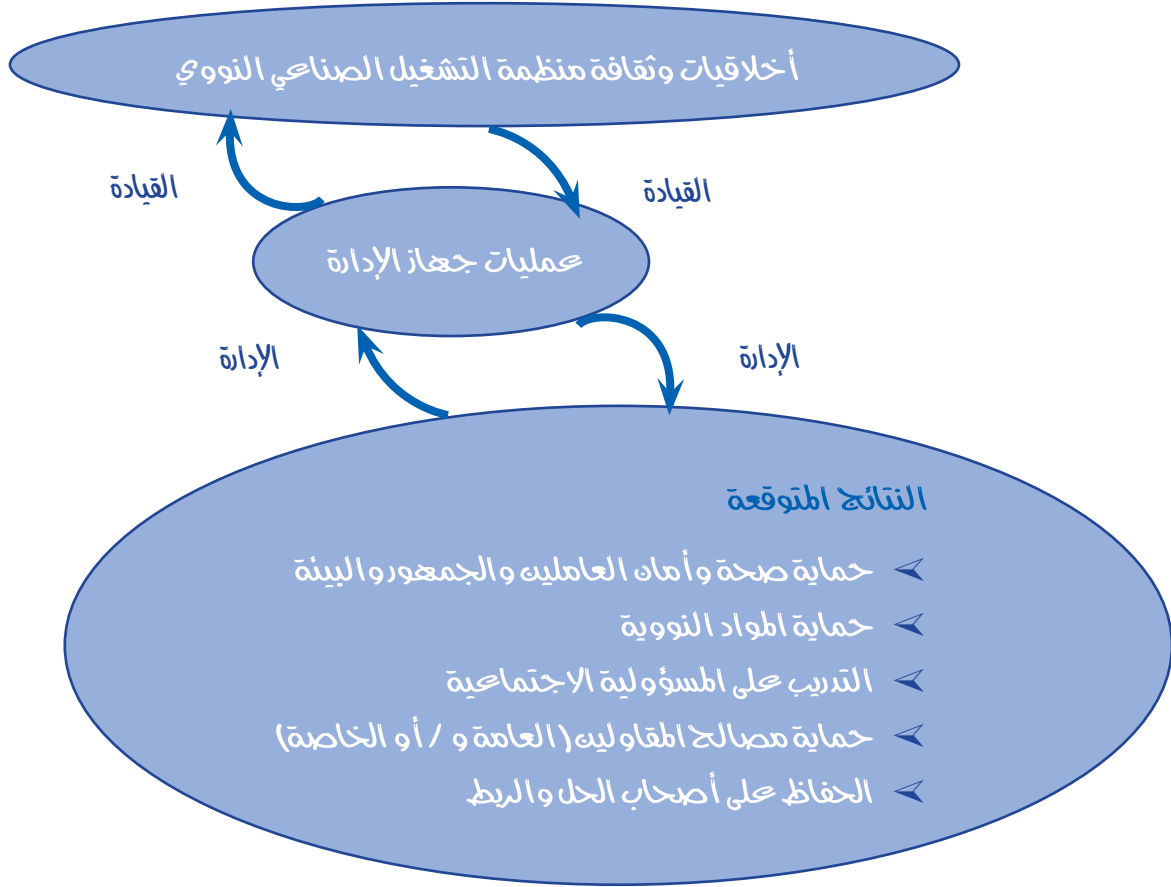 أخلاقيات وثقافة منظمة التشغيل الصناعي النووي
القيادة
القيادة
عمليات جهاز الإدارة
الإدارة
الإدارة
النتائج المتوقعة
حماية صحة وأمان العاملين والجمهور والبيئة
حماية المواد النووية
التدريب على المسؤولية الاجتماعية
حماية مصالح المقاولين (العامة و / أو الخاصة)
الحفاظ على أصحاب الحل والربط